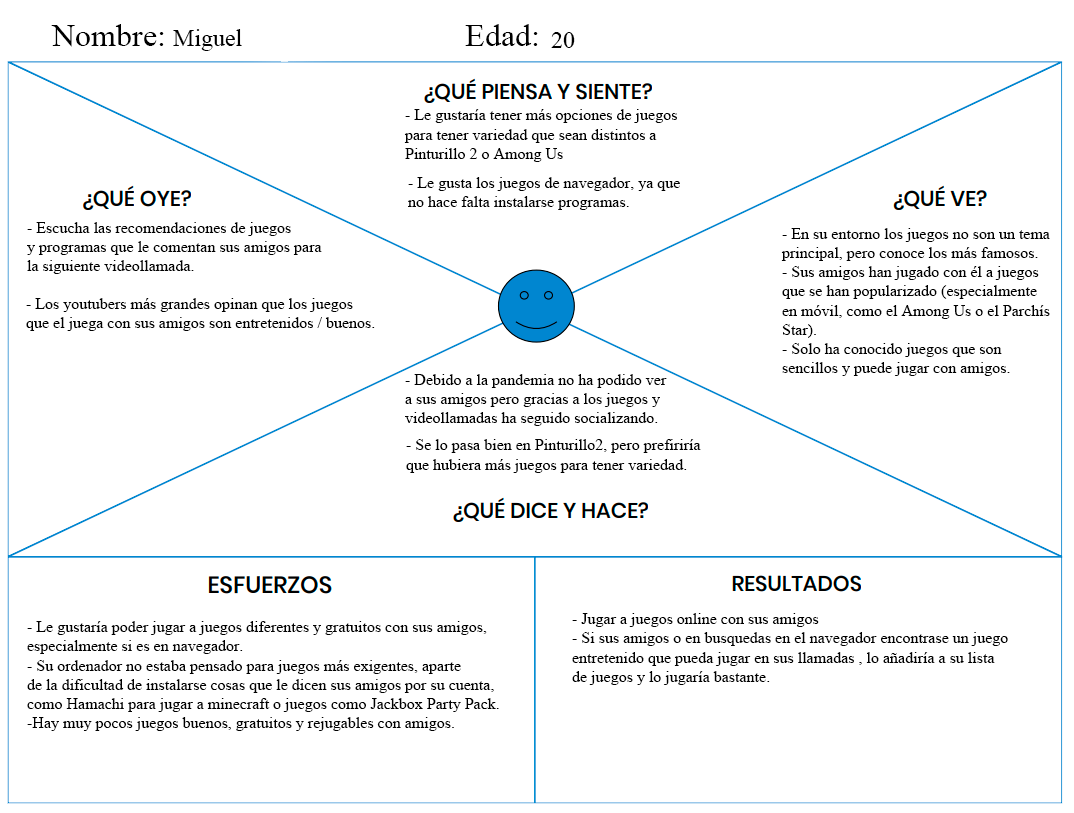 Nombre: Miguel
Edad: 20
¿QUÉ PIENSA Y SIENTE?
- Le gustaría tener más opciones de juegos
para tener variedad que sean distintos a
Pinturillo 2 o Among Us
- Le gusta los juegos de navegador, ya que
no hace falta instalarse programas.
¿QUÉ OYE?
- Escucha las recomendaciones de juegos
y programas que le comentan sus amigos para
la siguiente videollamada.
- Los youtubers más grandes opinan que los juegos
que el juega con sus amigos son entretenidos / buenos.
¿QUÉ VE?
- En su entorno los juegos no son un tema
principal, pero conoce los más famosos.
- Sus amigos han jugado con él a juegos
que se han popularizado (especialmente
en móvil, como el Among Us o el Parchís
Star).
- Solo ha conocido juegos que son
sencillos y puede jugar con amigos.
- Debido a la pandemia no ha podido ver
a sus amigos pero gracias a los juegos y
videollamadas ha seguido socializando.
- Se lo pasa bien en Pinturillo2, pero prefiriría
que hubiera más juegos para tener variedad.
¿QUÉ DICE Y HACE?
ESFUERZOS
- Le gustaría poder jugar a juegos diferentes y gratuitos con sus amigos,
especialmente si es en navegador.
- Su ordenador no estaba pensado para juegos más exigentes, aparte
de la dificultad de instalarse cosas que le dicen sus amigos por su cuenta,
como Hamachi para jugar a minecraft o juegos como Jackbox Party Pack.
-Hay muy pocos juegos buenos, gratuitos y rejugables con amigos.
RESULTADOS
- Jugar a juegos online con sus amigos
- Si sus amigos o en busquedas en el navegador encontrase un juego
entretenido que pueda jugar en sus llamadas , lo añadiría a su lista
de juegos y lo jugaría bastante.